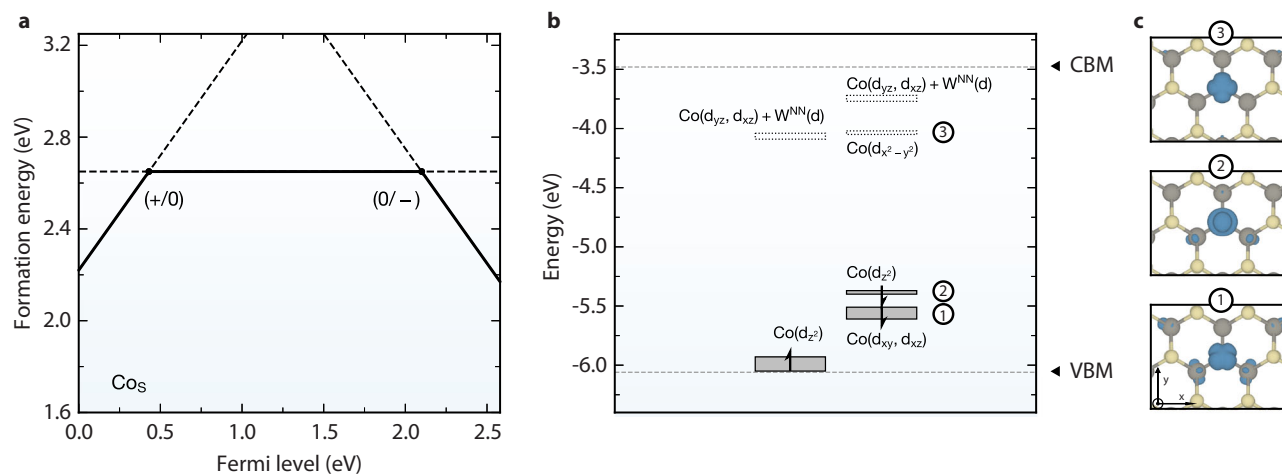 a
Formation energy (eV)
3.2
2.8
2.4
2.0
1.6
(+/0)
(0/−)
Co_S
0.0
0.5
1.0
1.5
2.0
2.5
Fermi level (eV)
b
Energy (eV)
-3.5
-4.0
-4.5
-5.0
-5.5
-6.0
CBM
Co(d_yz, d_xz) + W^NN(d)
Co(d_yz, d_xz) + W^NN(d)
3
Co(d_x²−y²)
Co(d_z²)
2
1
Co(d_xy, d_xz)
Co(d_z²)
VBM
c
3
2
1
y
x